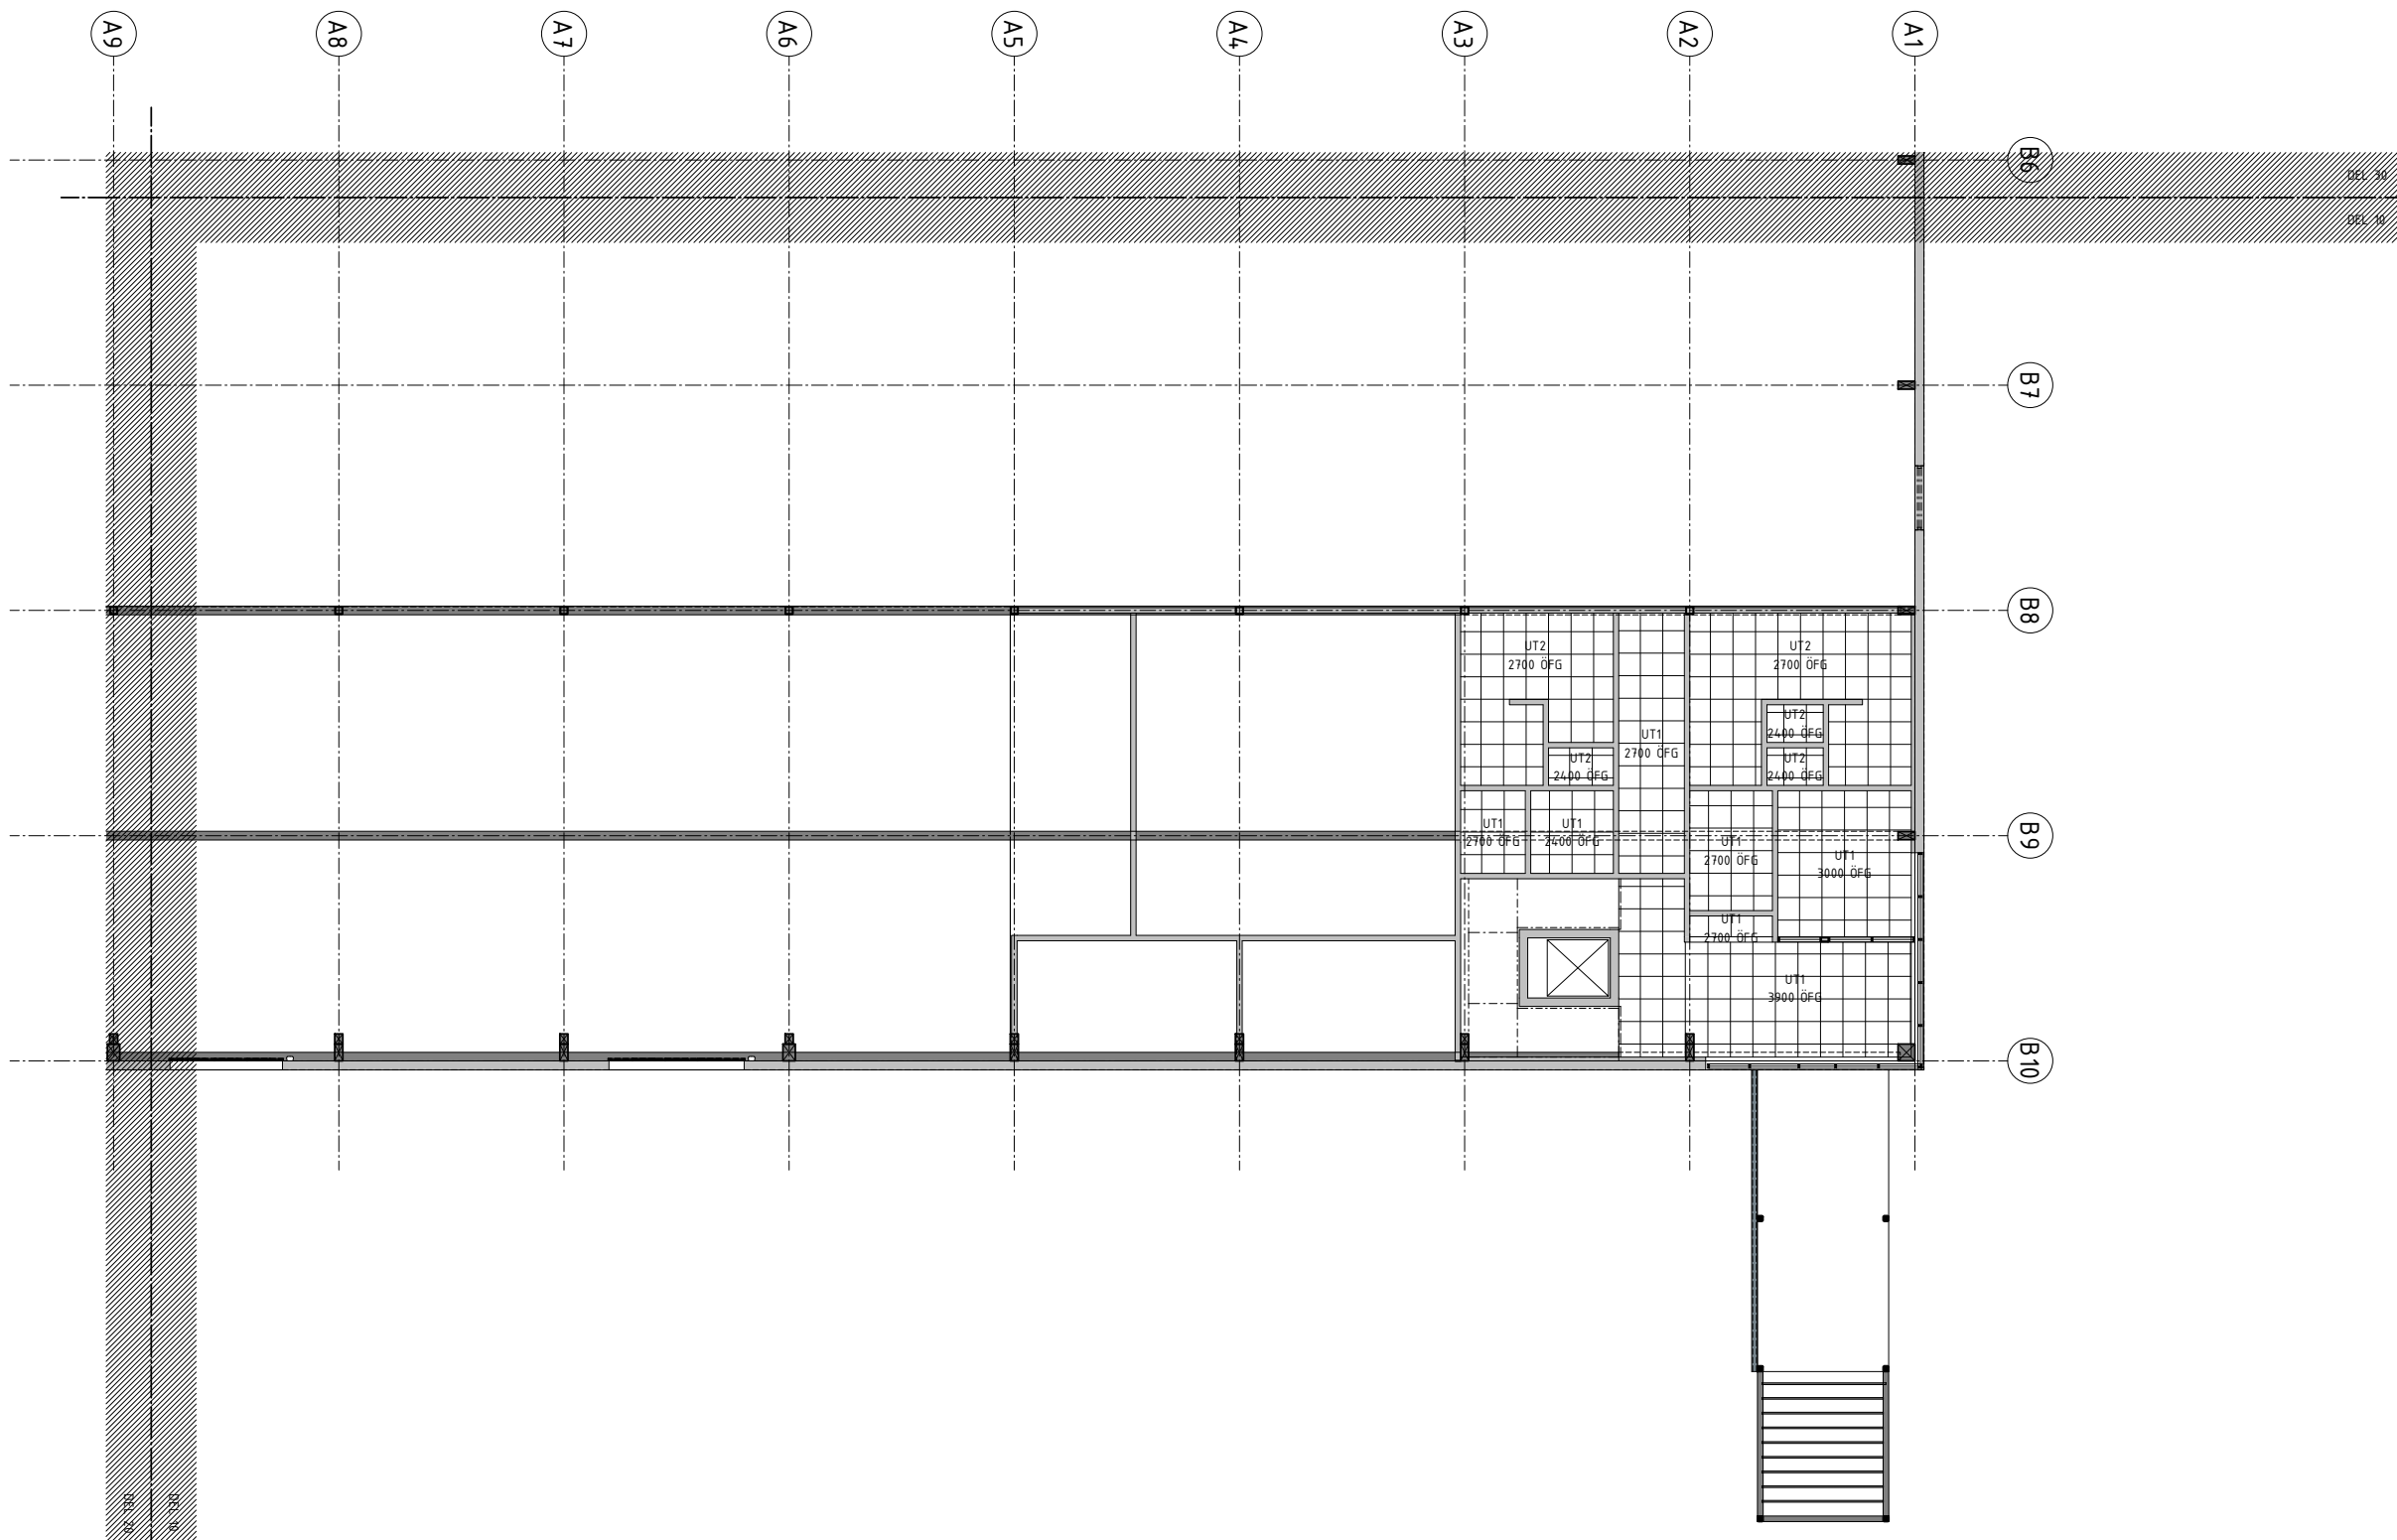 A9
A8
A7
A6
A5
A4
A3
A2
A1
B6
DEL 30
DEL 10
B7
B8
UT2
2700 ÖFG
UT2
2700 ÖFG
UT2
2400 ÖFG
UT1
2700 ÖFG
UT2
2400 ÖFG
UT2
2400 ÖFG
UT1
2700 ÖFG
UT1
2400 ÖFG
B9
UT1
2700 ÖFG
UT1
3000 ÖFG
UT1
2700 ÖFG
UT1
3900 ÖFG
B10
DEL 20
DEL 10